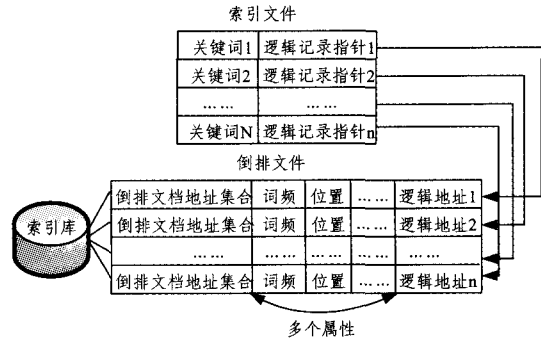 索引文件
关键词1 逻辑记录指针1
关键词2 逻辑记录指针2
…… ……
关键词N 逻辑记录指针n
倒排文件
倒排文档地址集合 词频 位置 …… 逻辑地址1
倒排文档地址集合 词频 位置 …… 逻辑地址2
…… …… …… …… ……
倒排文档地址集合 词频 位置 …… 逻辑地址n
索引库
多个属性